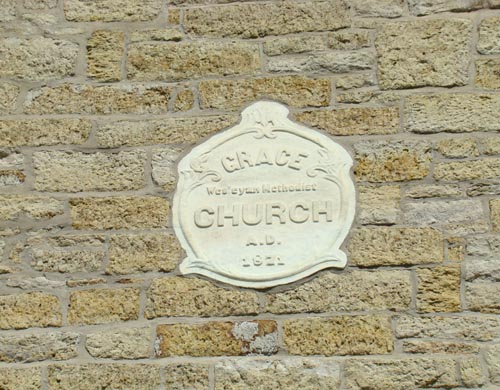 GRACE
Wesleyan Methodist
CHURCH
A.D.
1921